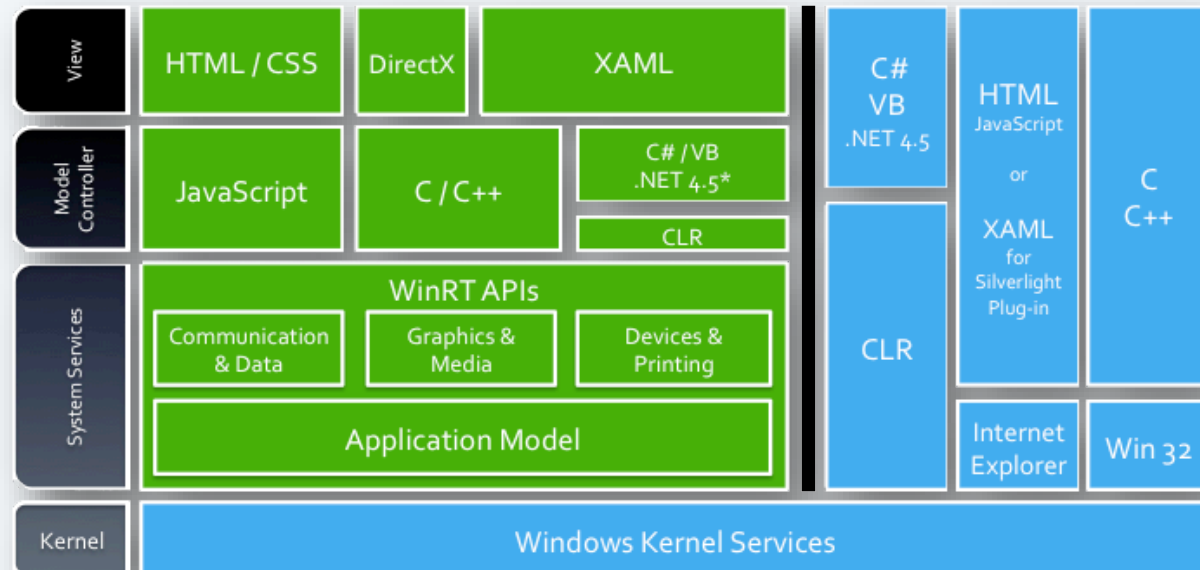 View
HTML / CSS
DirectX
XAML
C#
VB
.NET 4.5
HTML
JavaScript
or
XAML
for
Silverlight
Plug-in
C
C++
Model
Controller
JavaScript
C / C++
C# / VB
.NET 4.5*
CLR
System Services
WinRT APIs
Communication
& Data
Graphics &
Media
Devices &
Printing
Application Model
CLR
Internet
Explorer
Win 32
Kernel
Windows Kernel Services